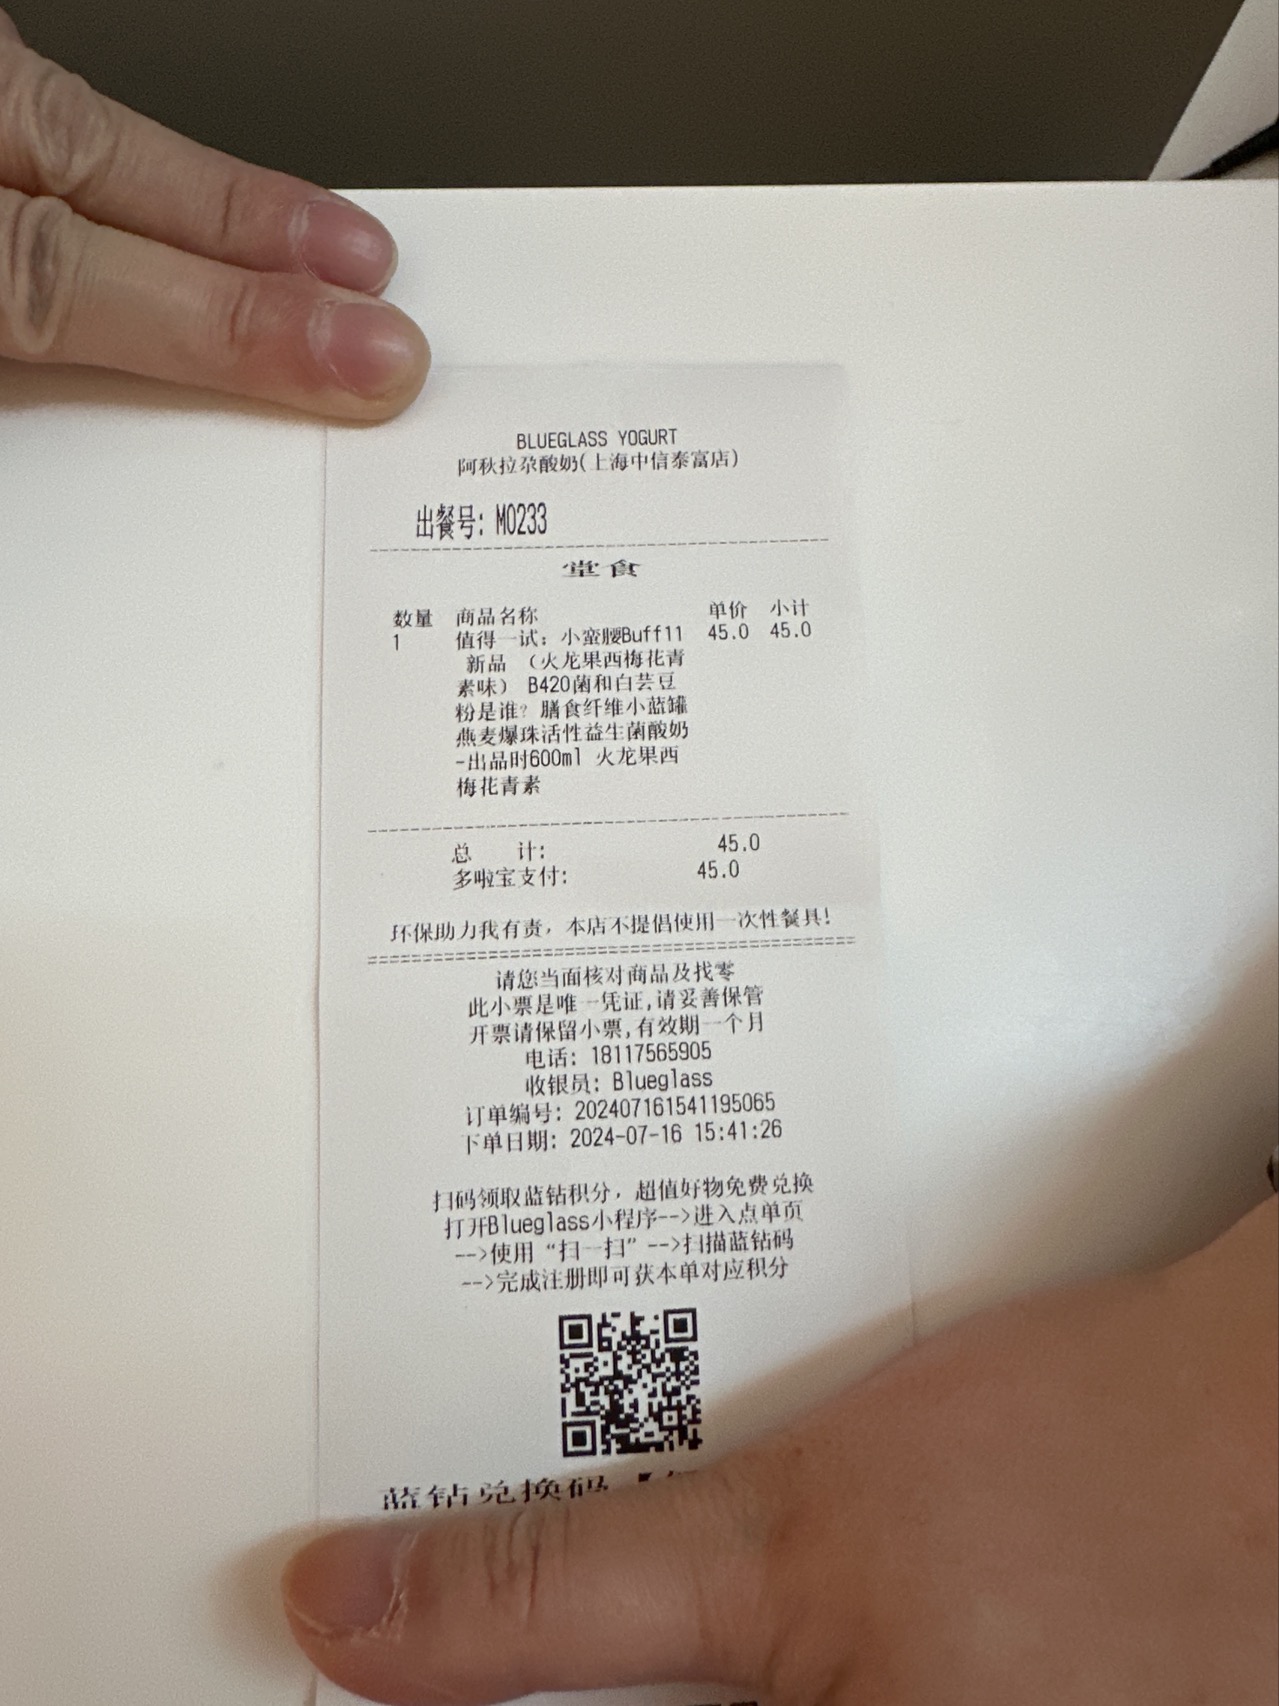 BLUEGLASS YOGURT
阿秋拉尕酸奶(上海中信泰富店)
出餐号: M0233
堂食
数量 商品名称 单价 小计
1 值得一试：小蛮腰Buff11 45.0 45.0
新品 （火龙果西梅花青
素味） B420菌和白芸豆
粉是谁? 膳食纤维小蓝罐
燕麦爆珠活性益生菌酸奶
-出品时600ml 火龙果西
梅花青素
总 计: 45.0
多啦宝支付: 45.0
环保助力我有责，本店不提倡使用一次性餐具!
请您当面核对商品及找零
此小票是唯一凭证,请妥善保管
开票请保留小票,有效期一个月
电话: 18117565905
收银员: Blueglass
订单编号: 202407161541195065
下单日期: 2024-07-16 15:41:26
扫码领取蓝钻积分，超值好物免费兑换
打开Blueglass小程序-->进入点单页
-->使用“扫一扫”-->扫描蓝钻码
-->完成注册即可获本单对应积分
蓝钻兑换码